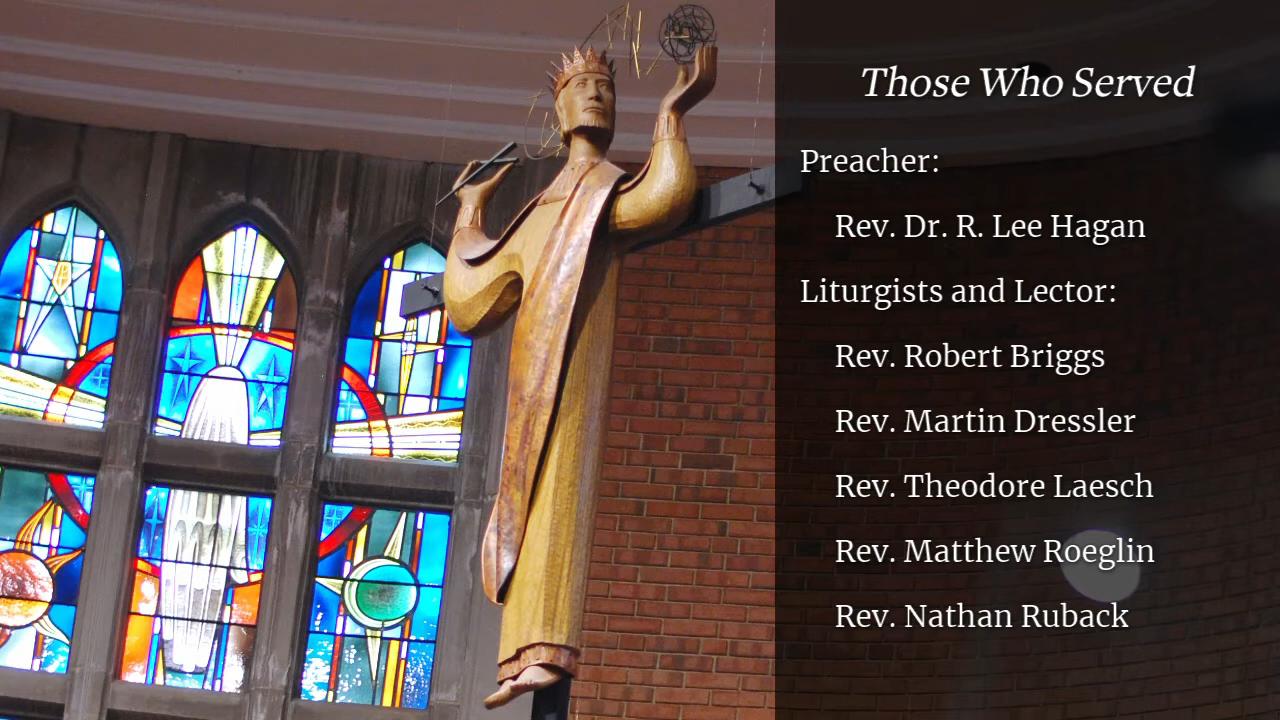 Those Who Served
Preacher:
Rev. Dr. R. Lee Hagan
Liturgists and Lector:
Rev. Robert Briggs
Rev. Martin Dressler
Rev. Theodore Laesch
Rev. Matthew Roeglin
Rev. Nathan Ruback